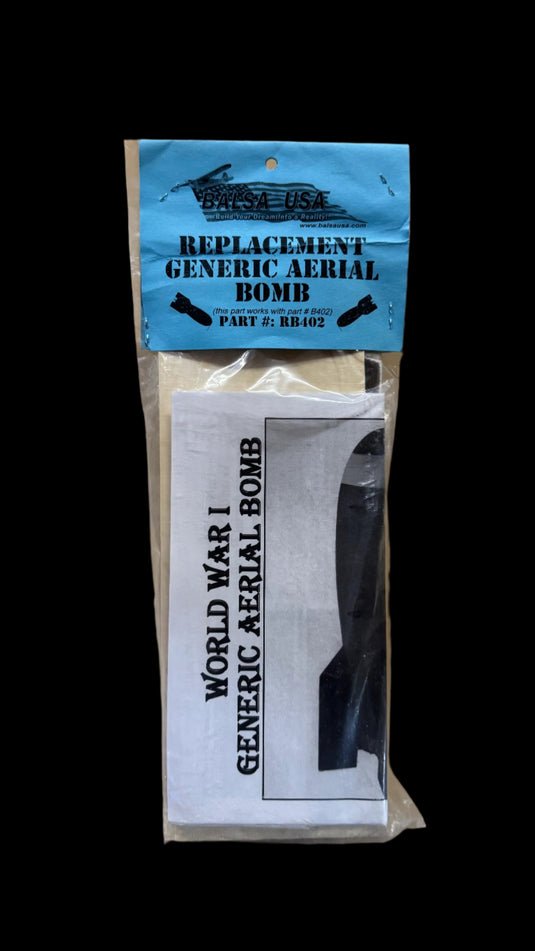 BALSA USA
Build Your Dreams Into a Reality!
www.balsausa.com
REPLACEMENT
GENERIC AERIAL
BOMB
(this part works with part # B402)
PART #: RB402
WORLD WAR I
GENERIC AERIAL BOMB